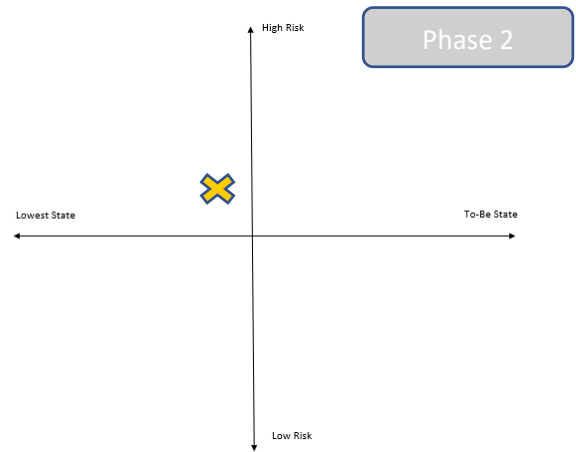 Phase 2
High Risk
Lowest State
To-Be State
Low Risk